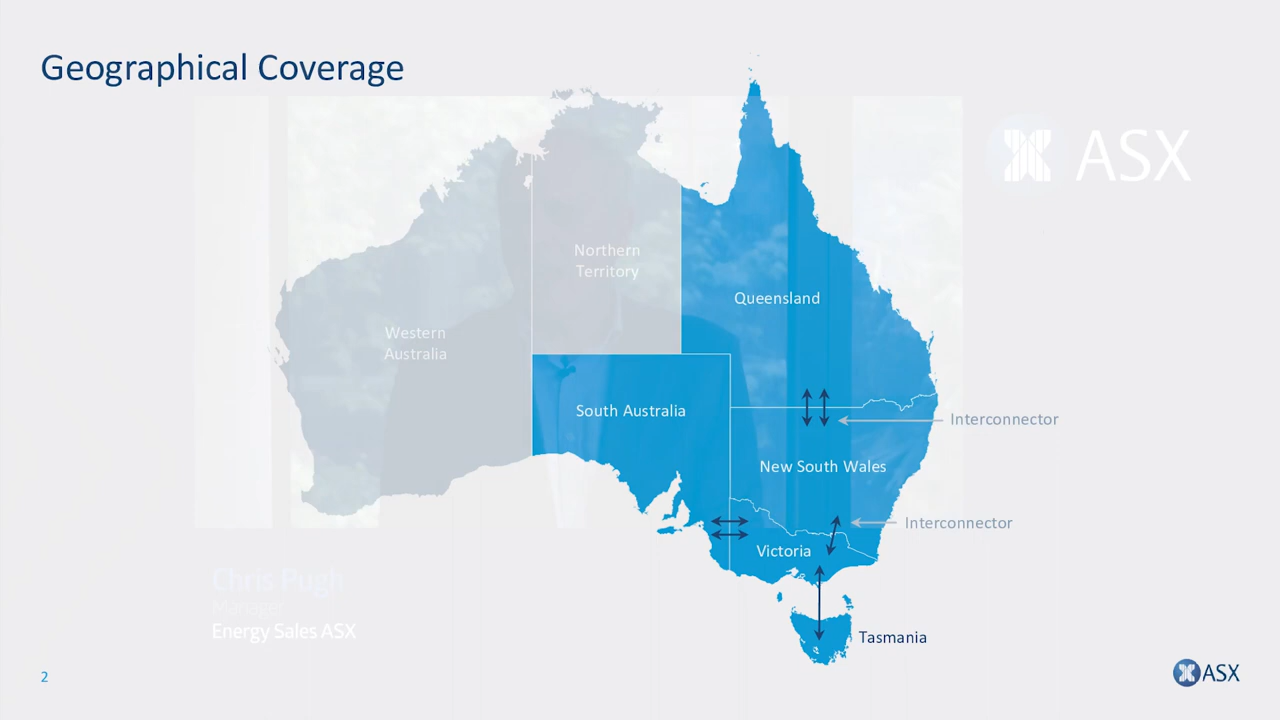 Geographical Coverage
ASX
Northern
Territory
Queensland
Western
Australia
South Australia
Interconnector
New South Wales
Interconnector
Victoria
Chris Pugh
Manager
Energy Sales ASX
Tasmania
2
ASX